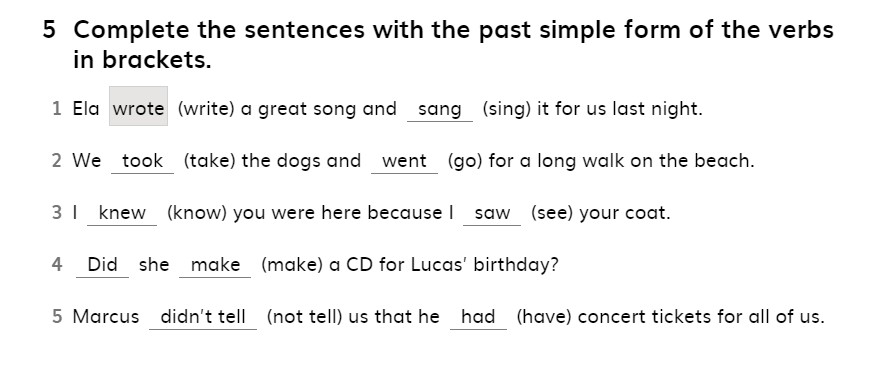 5 Complete the sentences with the past simple form of the verbs
in brackets.
1 Ela wrote (write) a great song and sang (sing) it for us last night.
2 We took (take) the dogs and went (go) for a long walk on the beach.
3 I knew (know) you were here because I saw (see) your coat.
4 Did she make (make) a CD for Lucas' birthday?
5 Marcus didn't tell (not tell) us that he had (have) concert tickets for all of us.